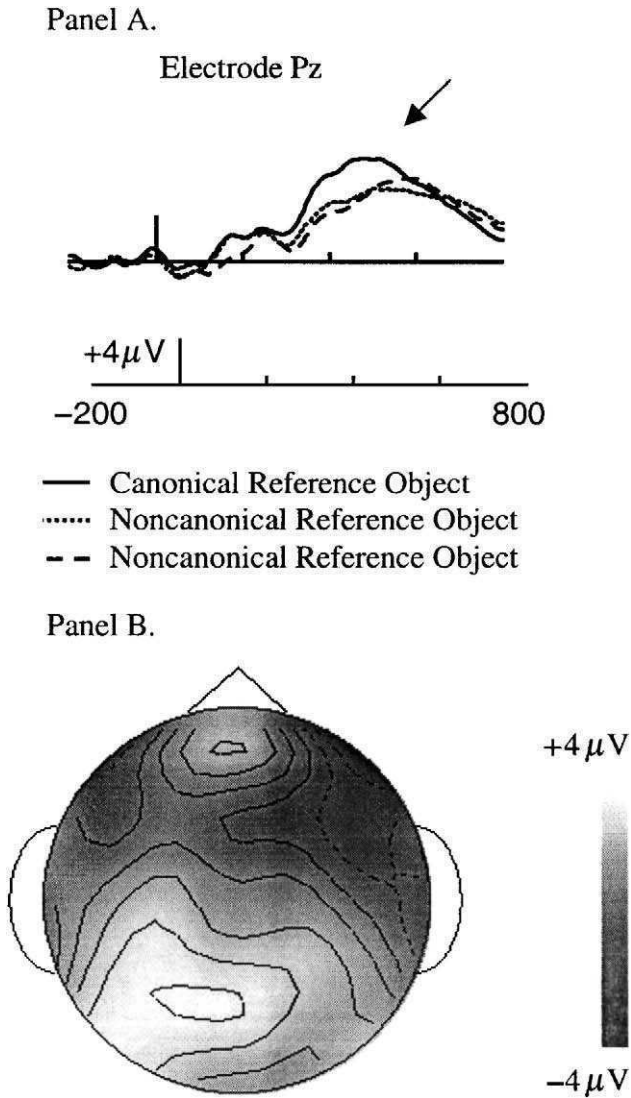 Panel A.
Electrode Pz
+4μV
−200 800
Canonical Reference Object
Noncanonical Reference Object
Noncanonical Reference Object
Panel B.
+4μV
−4μV